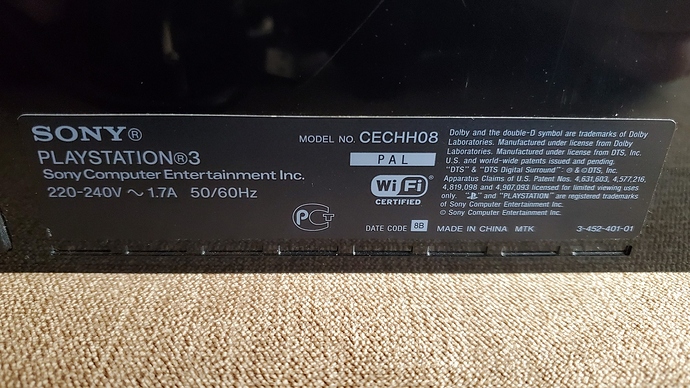 SONY®
PLAYSTATION®3
Sony Computer Entertainment Inc.
220-240V ～ 1.7A 50/60Hz
MODEL NO. CECHH08
PAL
Wi Fi
CERTIFIED
PCT
DATE CODE 8B MADE IN CHINA MTK 3-452-401-01
Dolby and the double-D symbol are trademarks of Dolby
Laboratories. Manufactured under license from Dolby
Laboratories. Manufactured under license from DTS, Inc.
U.S. and world-wide patents issued and pending.
"DTS" & "DTS Digital Surround": ® & © DTS, Inc.
Apparatus Claims of U.S. Patent Nos. 4,631,603, 4,577,216,
4,819,098 and 4,907,093 licensed for limited viewing uses
only. " " and "PLAYSTATION" are registered trademarks
of Sony Computer Entertainment Inc.
© Sony Computer Entertainment Inc.